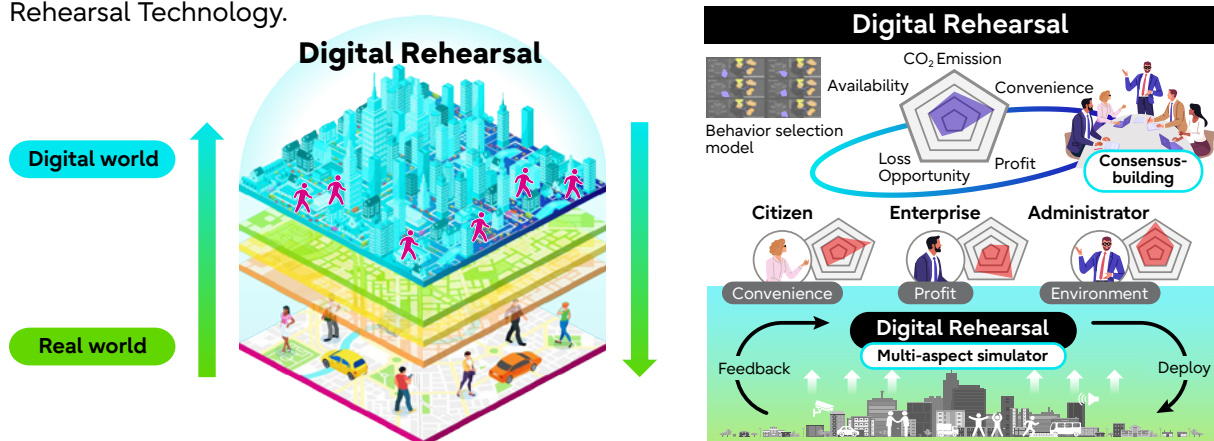 Rehearsal Technology.
Digital Rehearsal
Digital world
Real world
Digital Rehearsal
CO₂ Emission
Availability
Convenience
Behavior selection
model
Loss
Opportunity
Profit
Consensus-
building
Citizen
Enterprise
Administrator
Convenience
Profit
Environment
Digital Rehearsal
Multi-aspect simulator
Feedback
Deploy